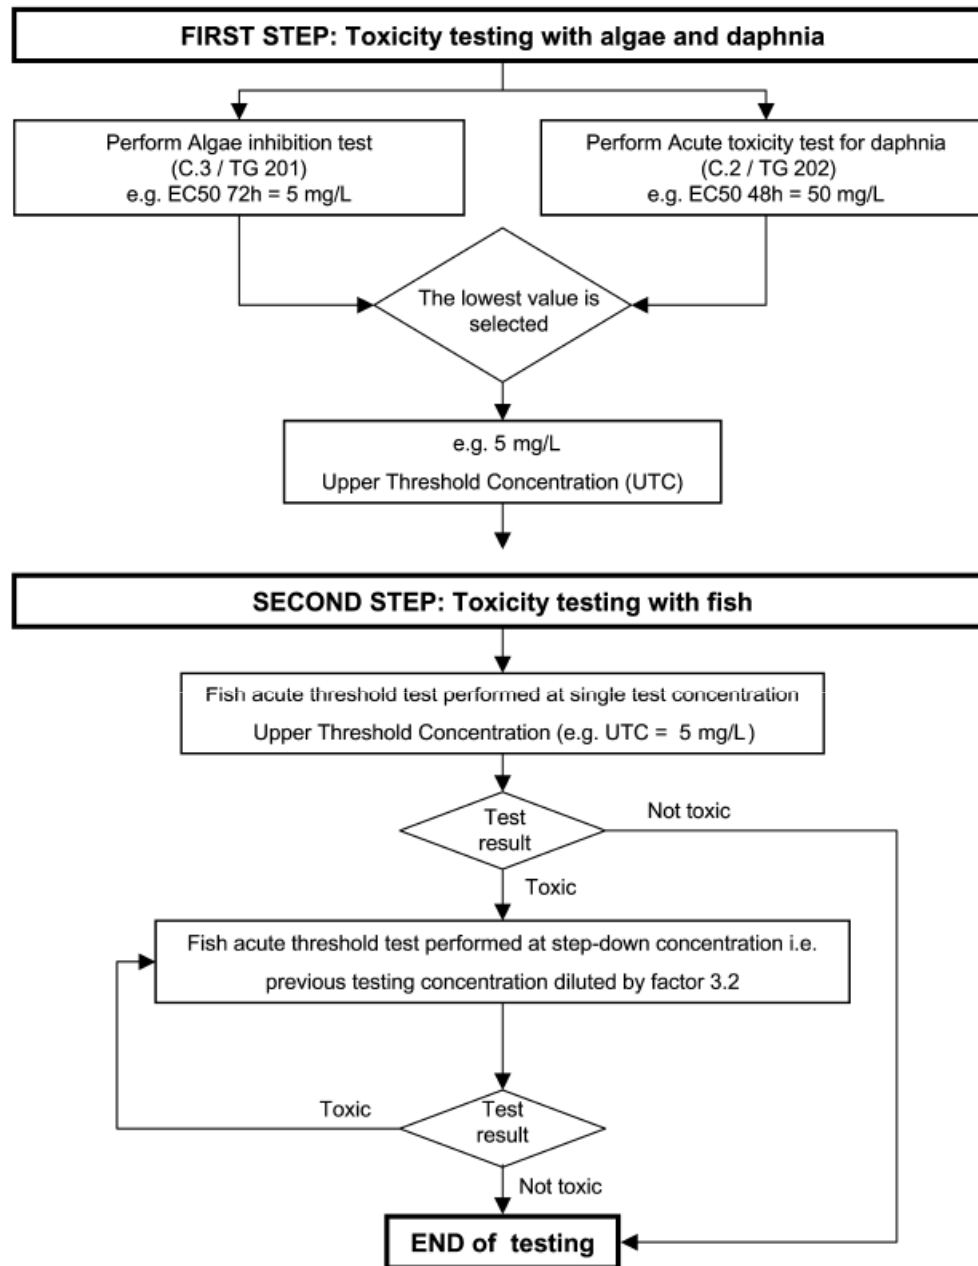 FIRST STEP: Toxicity testing with algae and daphnia
Perform Algae inhibition test
(C.3 / TG 201)
e.g. EC50 72h = 5 mg/L
Perform Acute toxicity test for daphnia
(C.2 / TG 202)
e.g. EC50 48h = 50 mg/L
The lowest value is
selected
e.g. 5 mg/L
Upper Threshold Concentration (UTC)
SECOND STEP: Toxicity testing with fish
Fish acute threshold test performed at single test concentration
Upper Threshold Concentration (e.g. UTC = 5 mg/L)
Test
result
Not toxic
Toxic
Fish acute threshold test performed at step-down concentration i.e.
previous testing concentration diluted by factor 3.2
Toxic
Test
result
Not toxic
END of testing